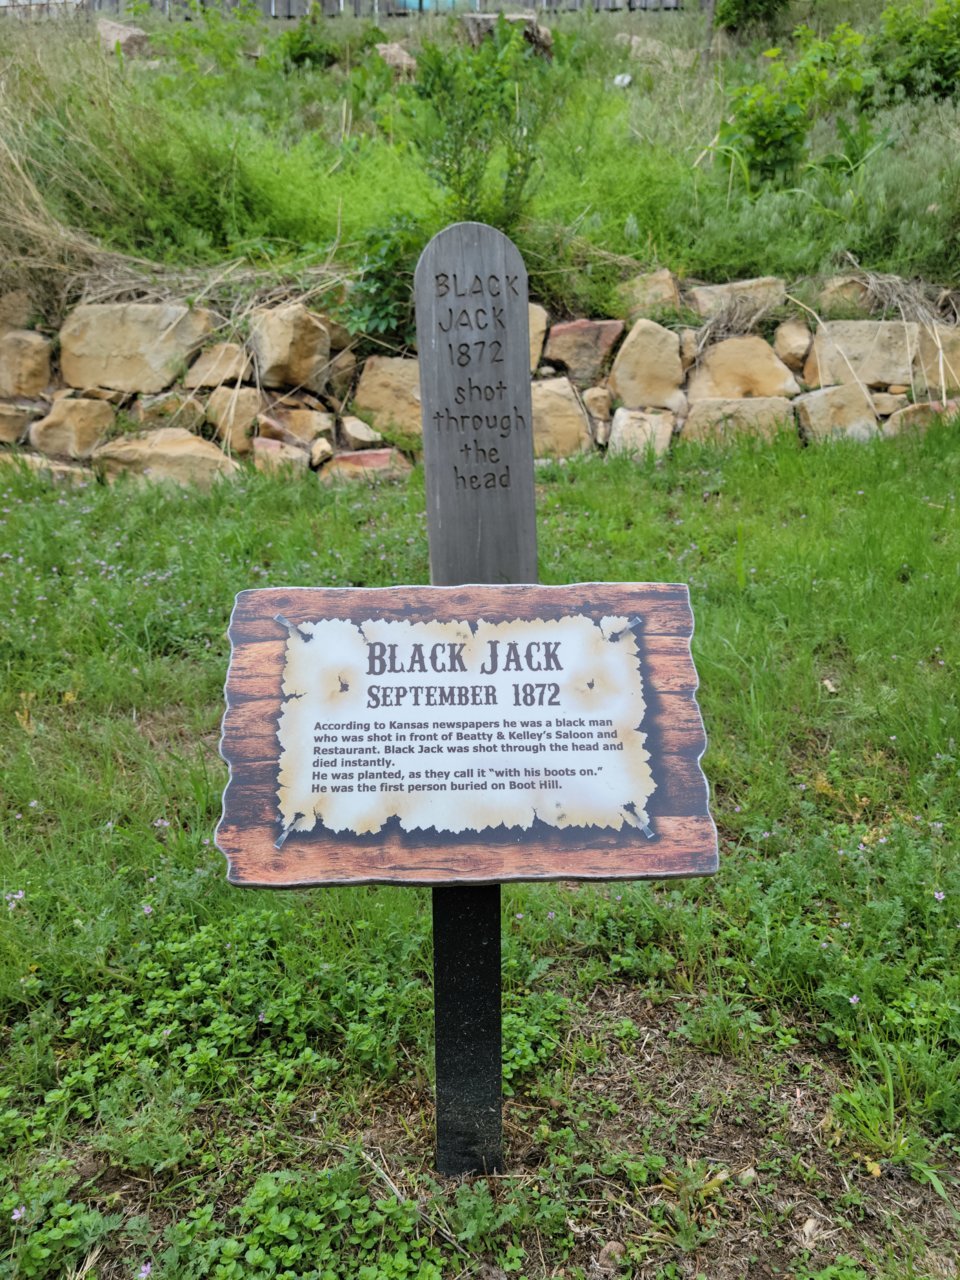 BLACK
JACK
1872
shot
through
the
head
BLACK JACK
SEPTEMBER 1872
According to Kansas newspapers he was a black man
who was shot in front of Beatty & Kelley's Saloon and
Restaurant. Black Jack was shot through the head and
died instantly.
He was planted, as they call it "with his boots on."
He was the first person buried on Boot Hill.